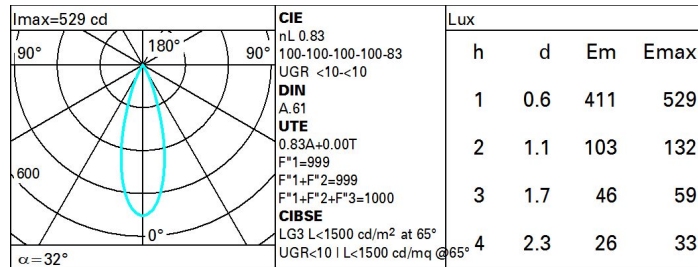 Imax=529 cd
90° 180° 90°
600
0°
α=32°
CIE
nL 0.83
100-100-100-100-83
UGR <10-<10
DIN
A.61
UTE
0.83A+0.00T
F"1=999
F"1+F"2=999
F"1+F"2+F"3=1000
CIBSE
LG3 L<1500 cd/m² at 65°
UGR<10 | L<1500 cd/mq @65°
Lux
h d Em Emax
1 0.6 411 529
2 1.1 103 132
3 1.7 46 59
4 2.3 26 33